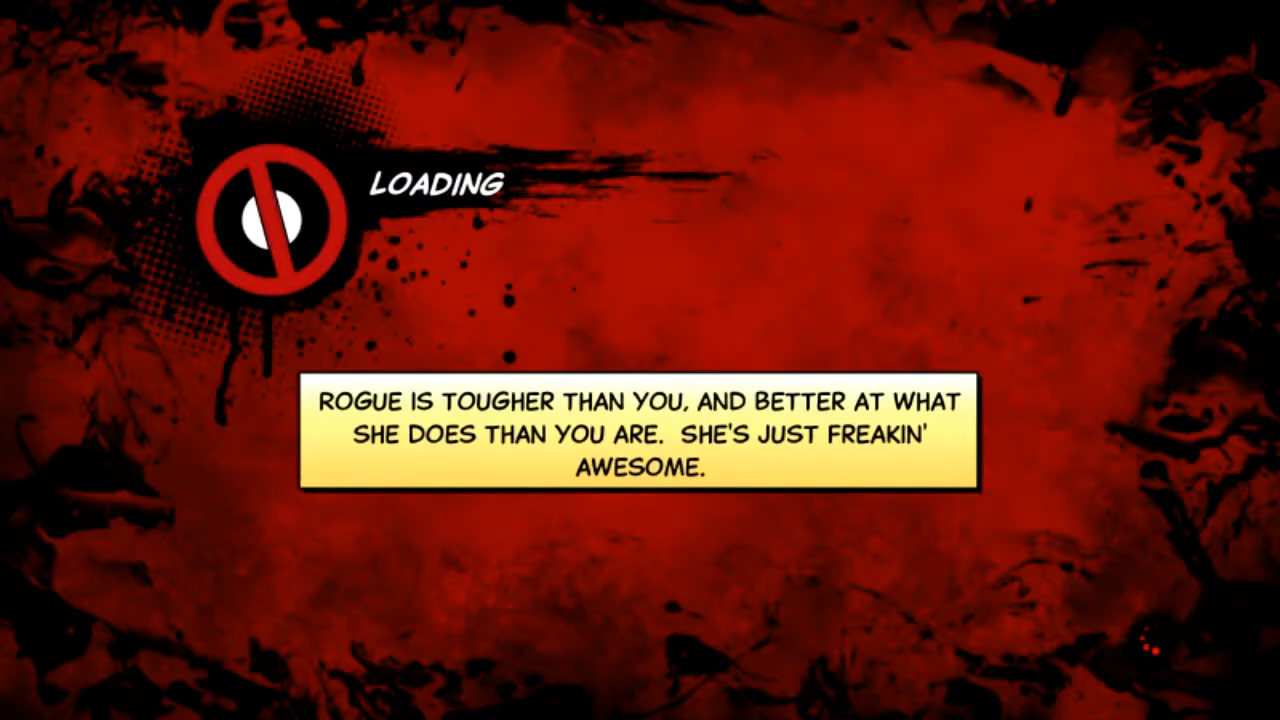 LOADING
ROGUE IS TOUGHER THAN YOU, AND BETTER AT WHAT
SHE DOES THAN YOU ARE.  SHE'S JUST FREAKIN'
AWESOME.